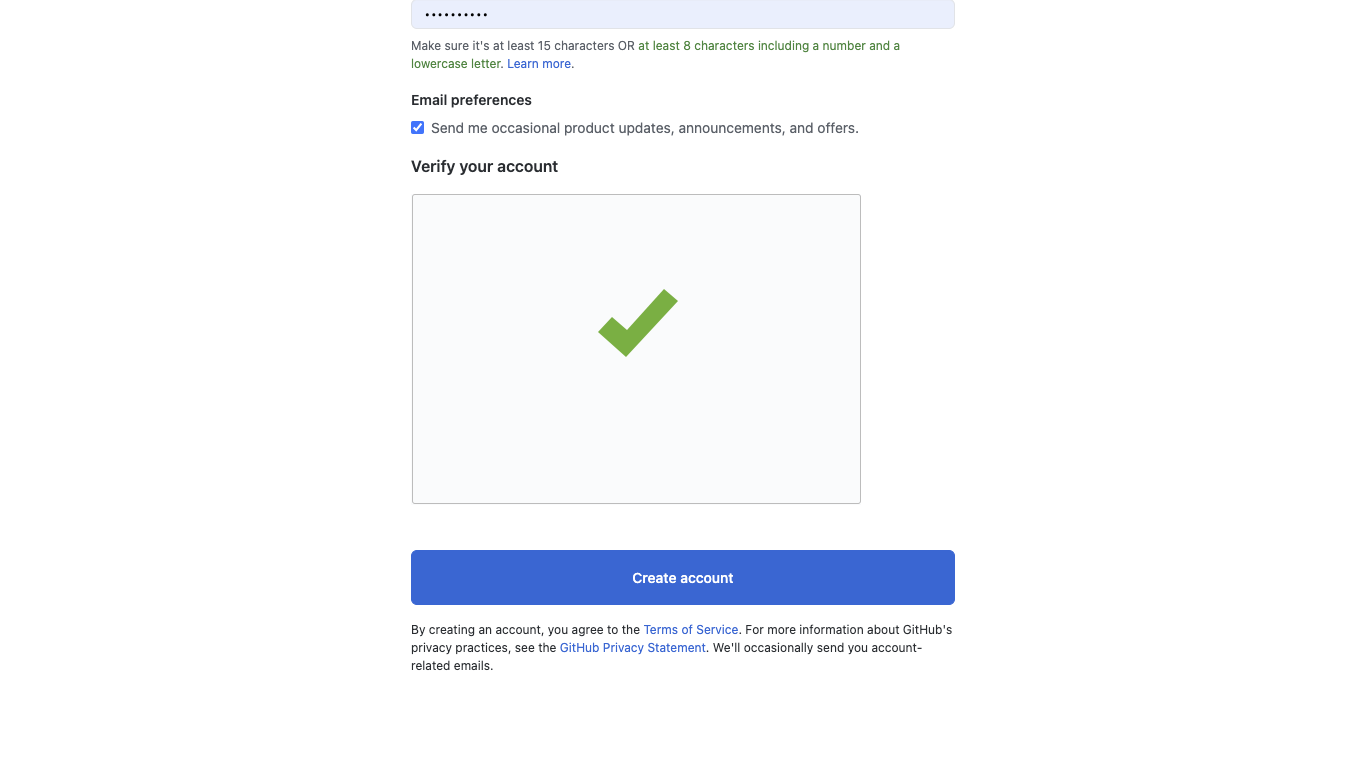 ••••••••••
Make sure it's at least 15 characters OR at least 8 characters including a number and a
lowercase letter. Learn more.
Email preferences
Send me occasional product updates, announcements, and offers.
Verify your account
Create account
By creating an account, you agree to the Terms of Service. For more information about GitHub's
privacy practices, see the GitHub Privacy Statement. We'll occasionally send you account-
related emails.